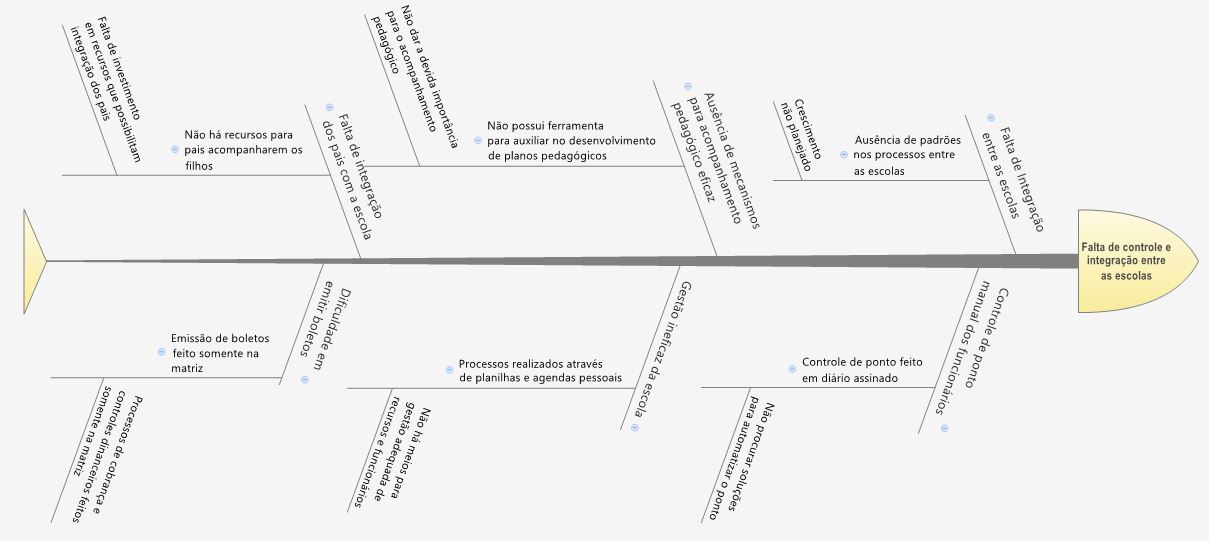 Falta de investimento
em recursos que possibilitam
integração dos pais
Não há recursos para
pais acompanharem os
filhos
Falta de integração
dos pais com a escola
Não dar a devida importância
para o acompanhamento
pedagógico
Não possui ferramenta
para auxiliar no desenvolvimento
de planos pedagógicos
Ausência de mecanismos
para acompanhamento
pedagógico eficaz
Crescimento
não planejado
Ausência de padrões
nos processos entre
as escolas
Falta de Integração
entre as escolas
Falta de controle e
integração entre
as escolas
Dificuldade em
emitir boletos
Emissão de boletos
feito somente na
matriz
Processos de cobrança e
controles dinanceiros feitos
somente na matriz
Gestão ineficaz da escola
Processos realizados através
de planilhas e agendas pessoais
Não há meios para
gestão adequada de
recursos e funcionários
Controle de ponto
manual dos funcionários
Controle de ponto feito
em diário assinado
Não procurar soluções
para automatizar o ponto